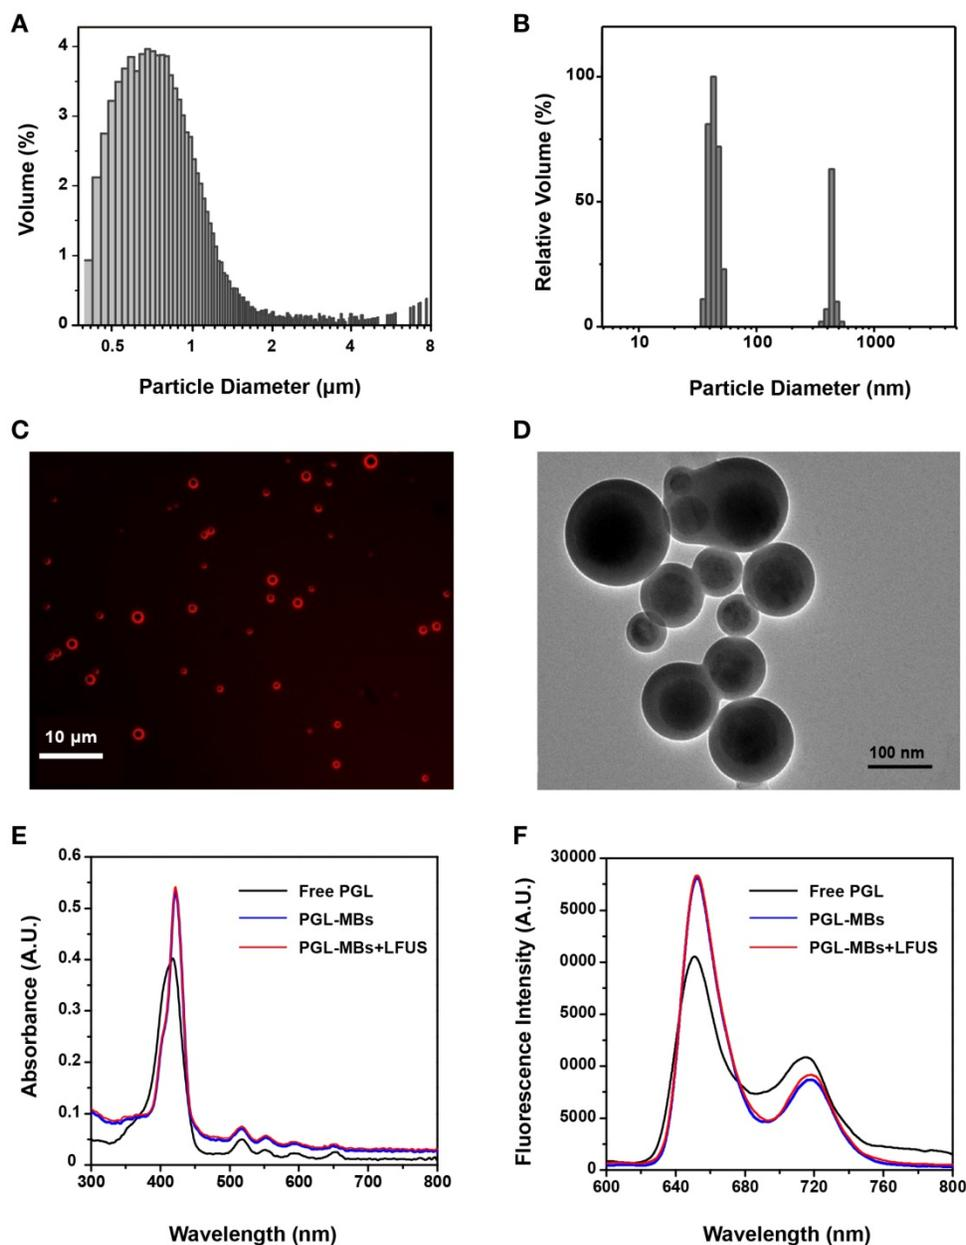 A
Volume (%)
4
3
2
1
0
0.5 1 2 4 8
Particle Diameter (µm)
B
Relative Volume (%)
100
50
0
10 100 1000
Particle Diameter (nm)
C
10 µm
D
100 nm
E
Absorbance (A.U.)
0.6
0.5
0.4
0.3
0.2
0.1
0
Free PGL
PGL-MBs
PGL-MBs+LFUS
300 400 500 600 700 800
Wavelength (nm)
F
Fluorescence Intensity (A.U.)
30000
5000
0000
5000
0000
5000
0
Free PGL
PGL-MBs
PGL-MBs+LFUS
600 640 680 720 760 800
Wavelength (nm)